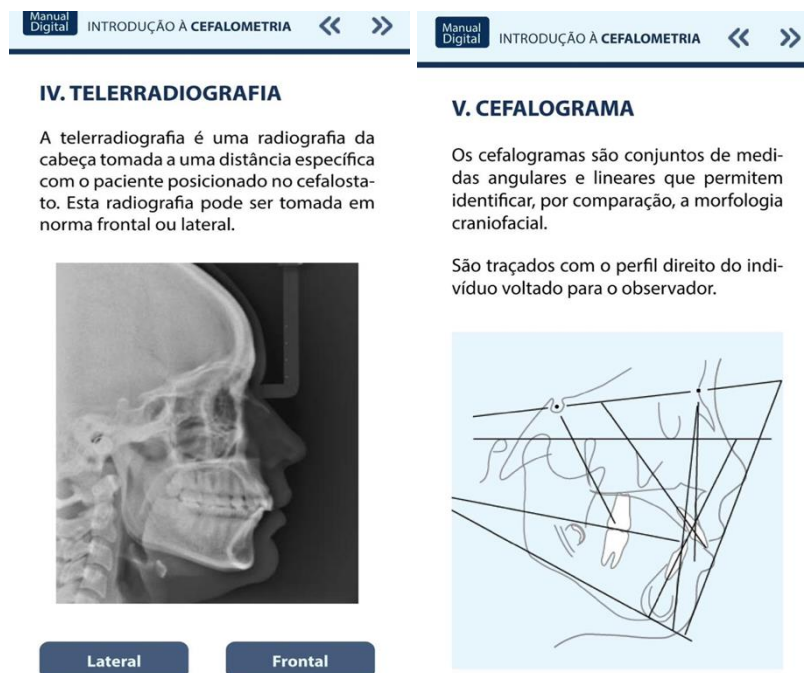 Manual
Digital
INTRODUÇÃO À CEFALOMETRIA
IV. TELERRADIOGRAFIA
A telerradiografia é uma radiografia da
cabeça tomada a uma distância específica
com o paciente posicionado no cefalosta-
to. Esta radiografia pode ser tomada em
norma frontal ou lateral.
Lateral
Frontal
Manual
Digital
INTRODUÇÃO À CEFALOMETRIA
V. CEFALOGRAMA
Os cefalogramas são conjuntos de medi-
das angulares e lineares que permitem
identificar, por comparação, a morfologia
craniofacial.
São traçados com o perfil direito do indi-
víduo voltado para o observador.